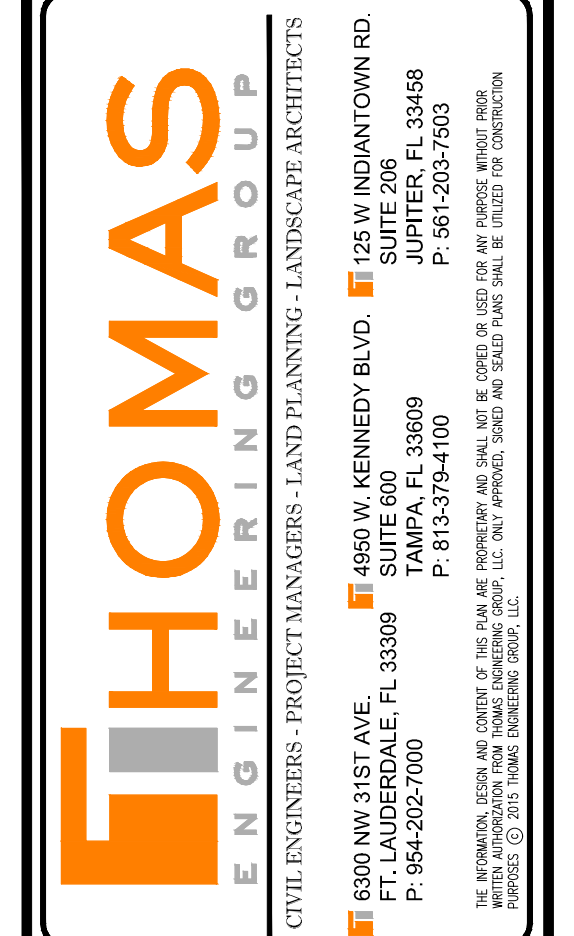 THOMAS
ENGINEERING GROUP
CIVIL ENGINEERS - PROJECT MANAGERS - LAND PLANNING - LANDSCAPE ARCHITECTS
6300 NW 31ST AVE.
FT. LAUDERDALE, FL 33309
P: 954-202-7000
4950 W. KENNEDY BLVD.
SUITE 600
TAMPA, FL 33609
P: 813-379-4100
125 W INDIANTOWN RD.
SUITE 206
JUPITER, FL 33458
P: 561-203-7503
THE INFORMATION, DESIGN AND CONTENT OF THIS PLAN ARE PROPRIETARY AND SHALL NOT BE COPIED OR USED FOR ANY PURPOSE WITHOUT PRIOR
WRITTEN AUTHORIZATION FROM THOMAS ENGINEERING GROUP, LLC. ONLY APPROVED, SIGNED AND SEALED PLANS SHALL BE UTILIZED FOR CONSTRUCTION
PURPOSES © 2015 THOMAS ENGINEERING GROUP, LLC.